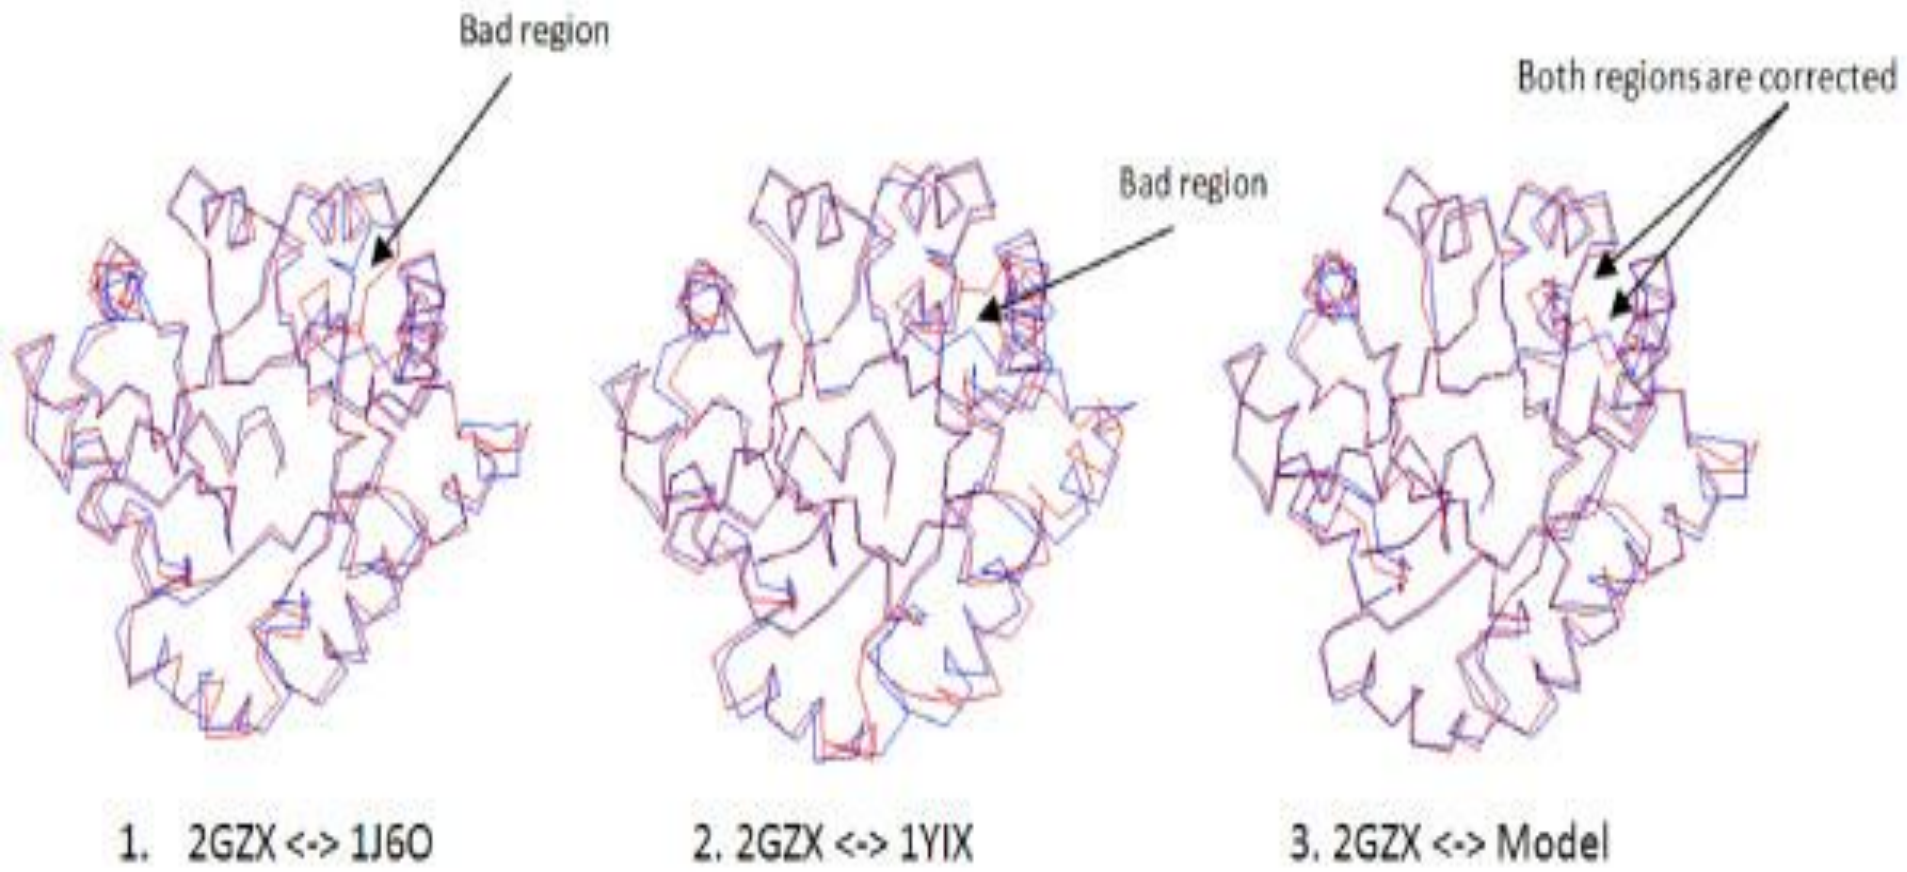 Bad region
Both regions are corrected
Bad region
1. 2GZX <-> 1J6O
2. 2GZX <-> 1YIX
3. 2GZX <-> Model